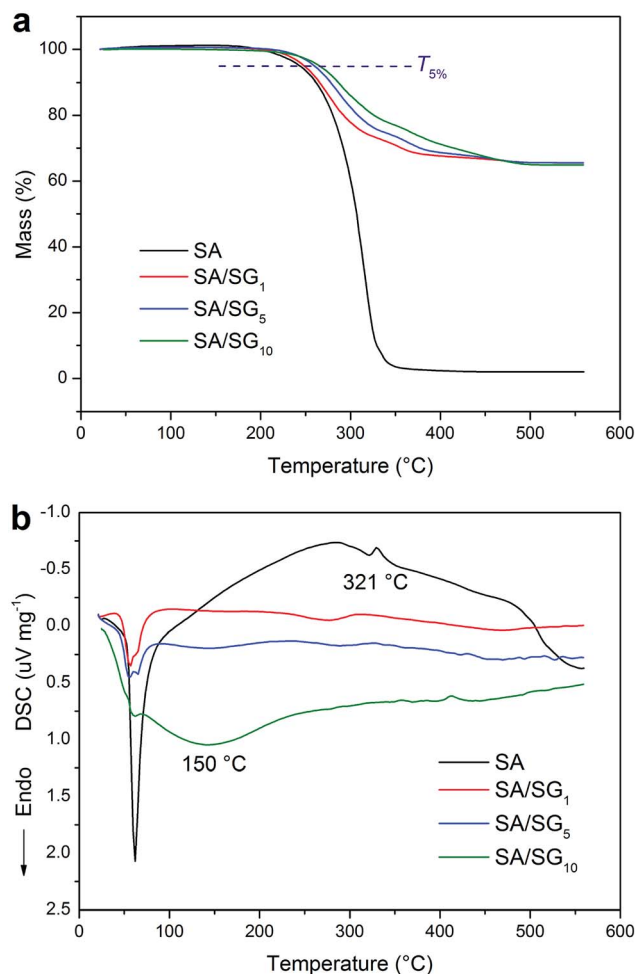 a
100
80
60
40
20
0
Mass (%)
T5%
SA
SA/SG1
SA/SG5
SA/SG10
0 100 200 300 400 500 600
Temperature (°C)
b
-1.0
-0.5
0.0
0.5
1.0
1.5
2.0
2.5
← Endo DSC (uV mg-1)
321 °C
150 °C
SA
SA/SG1
SA/SG5
SA/SG10
0 100 200 300 400 500 600
Temperature (°C)